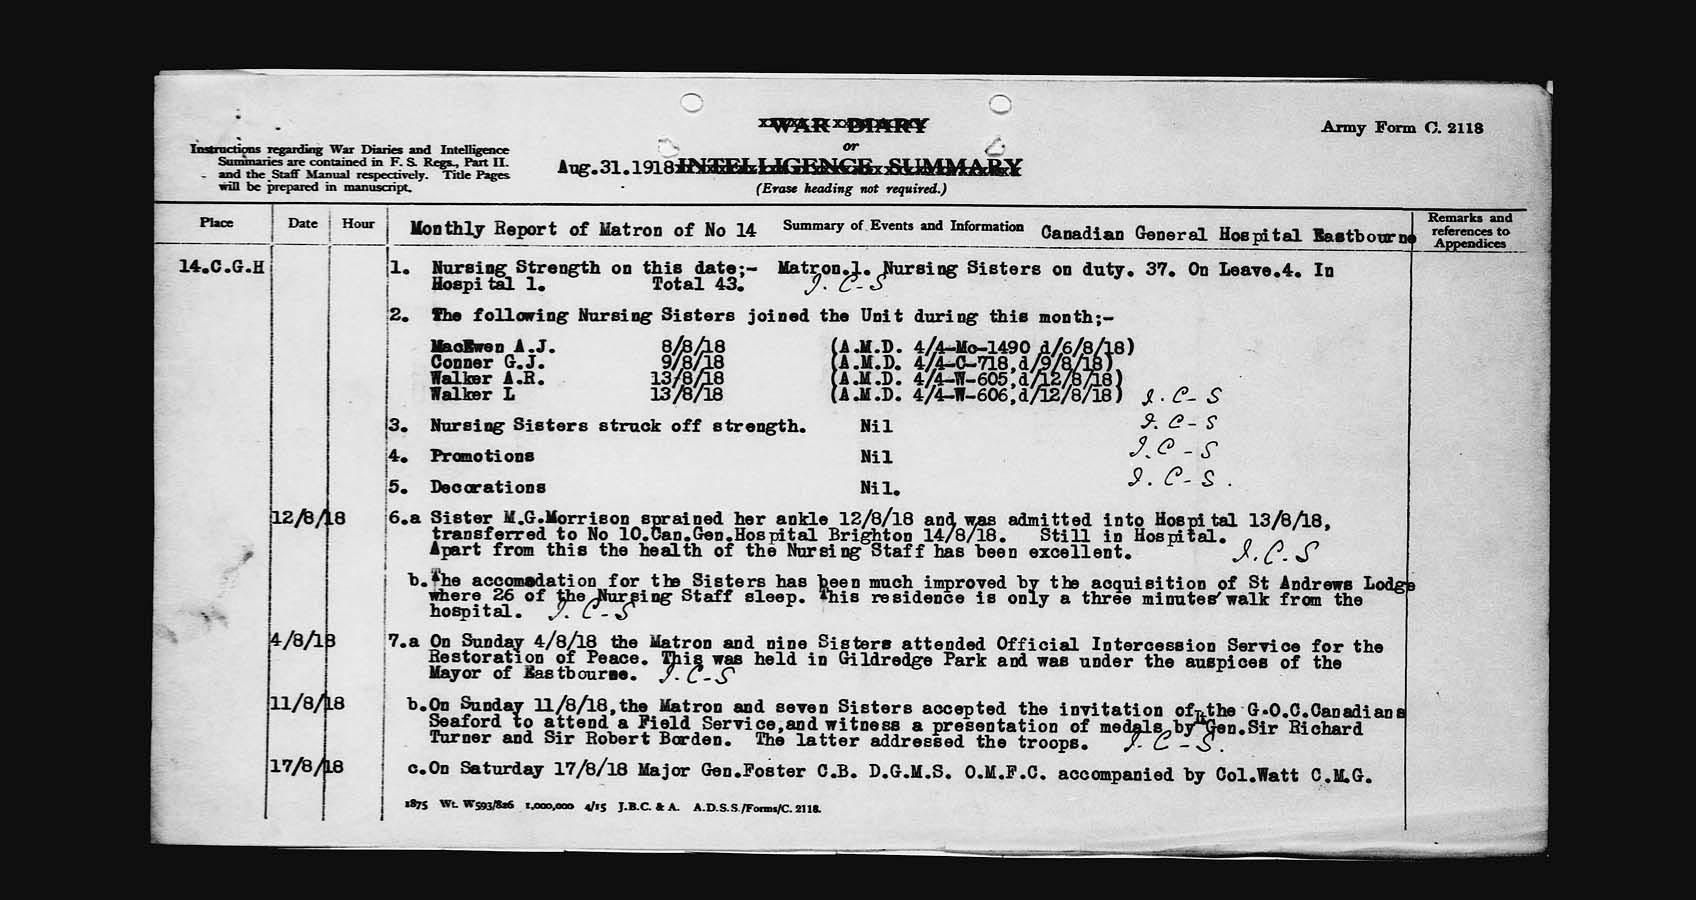 WAR DIARY
or
Aug.31.1918 INTELLIGENCE SUMMARY
(Erase heading not required.)
Army Form C. 2118
Instructions regarding War Diaries and Intelligence
Summaries are contained in F. S. Regs., Part II.
and the Staff Manual respectively. Title Pages
will be prepared in manuscript.
Place Date Hour Monthly Report of Matron of No 14 Summary of Events and Information Canadian General Hospital Eastbourne Remarks and
references to
Appendices
14.C.G.H 1. Nursing Strength on this date;- Matron.1. Nursing Sisters on duty. 37. On Leave.4. In
Hospital 1. Total 43. J. C-S
2. The following Nursing Sisters joined the Unit during this month;-
MacEwen A.J. 8/8/18 (A.M.D. 4/4-Mc-1490 d/6/8/18)
Conner G.J. 9/8/18 (A.M.D. 4/4-C-718,d/9/8/18)
Walker A.R. 13/8/18 (A.M.D. 4/4-W-605,d/12/8/18)
Walker L 13/8/18 (A.M.D. 4/4-W-606,d/12/8/18) J. C-S
3. Nursing Sisters struck off strength. Nil J. C-S
4. Promotions Nil J. C-S
5. Decorations Nil. J. C-S.
12/8/18 6.a Sister M.G.Morrison sprained her ankle 12/8/18 and was admitted into Hospital 13/8/18,
transferred to No 10.Can.Gen.Hospital Brighton 14/8/18. Still in Hospital.
Apart from this the health of the Nursing Staff has been excellent. J. C-S
b. The accomodation for the Sisters has been much improved by the acquisition of St Andrews Lodge
where 26 of the Nursing Staff sleep. This residence is only a three minutes' walk from the
hospital. J. C-S
4/8/18 7.a On Sunday 4/8/18 the Matron and nine Sisters attended Official Intercession Service for the
Restoration of Peace. This was held in Gildredge Park and was under the auspices of the
Mayor of Eastbourne. J. C-S
11/8/18 b.On Sunday 11/8/18,the Matron and seven Sisters accepted the invitation of the G.O.C.Canadians
Seaford to attend a Field Service,and witness a presentation of medals by Lt Gen.Sir Richard
Turner and Sir Robert Borden. The latter addressed the troops. J. C-S.
17/8/18 c.On Saturday 17/8/18 Major Gen.Foster C.B. D.G.M.S. O.M.F.C. accompanied by Col.Watt C.M.G.
1875 Wt. W593/826 1,000,000 4/15 J.B.C. & A. A.D.S.S./Forms/C. 2118.